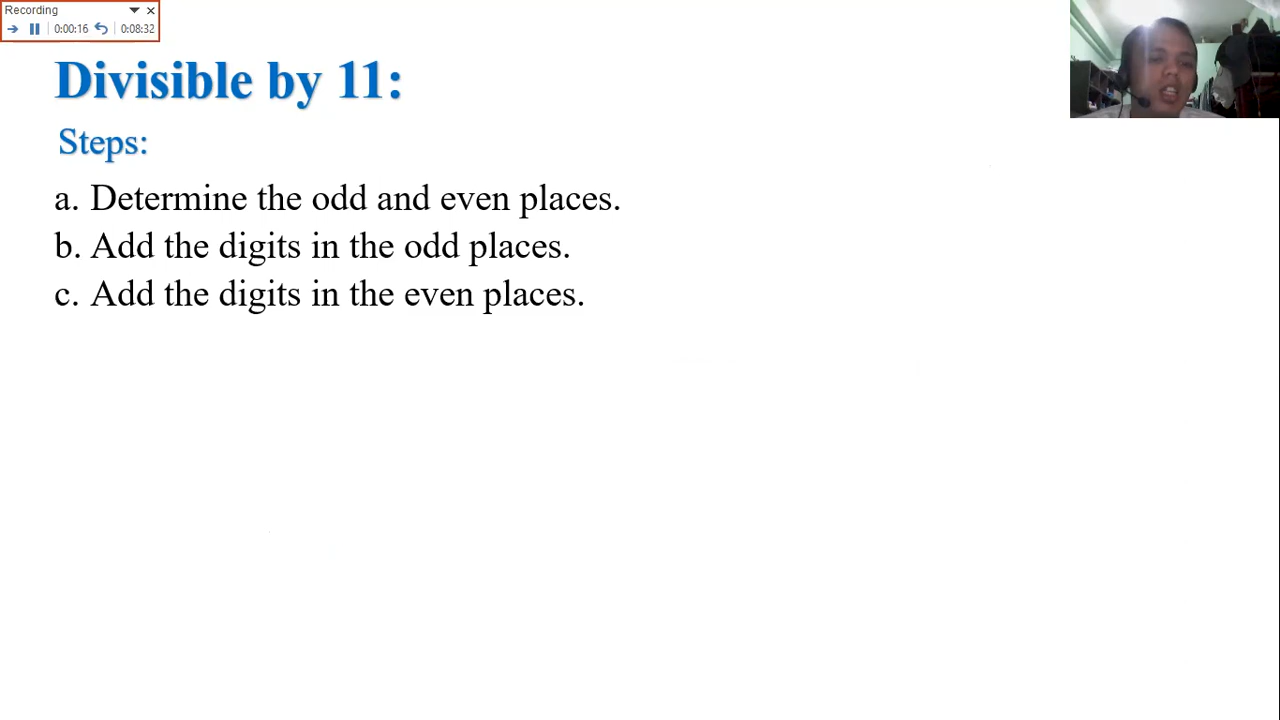 Recording
0:00:16 0:08:32
Divisible by 11:
Steps:
a. Determine the odd and even places.
b. Add the digits in the odd places.
c. Add the digits in the even places.